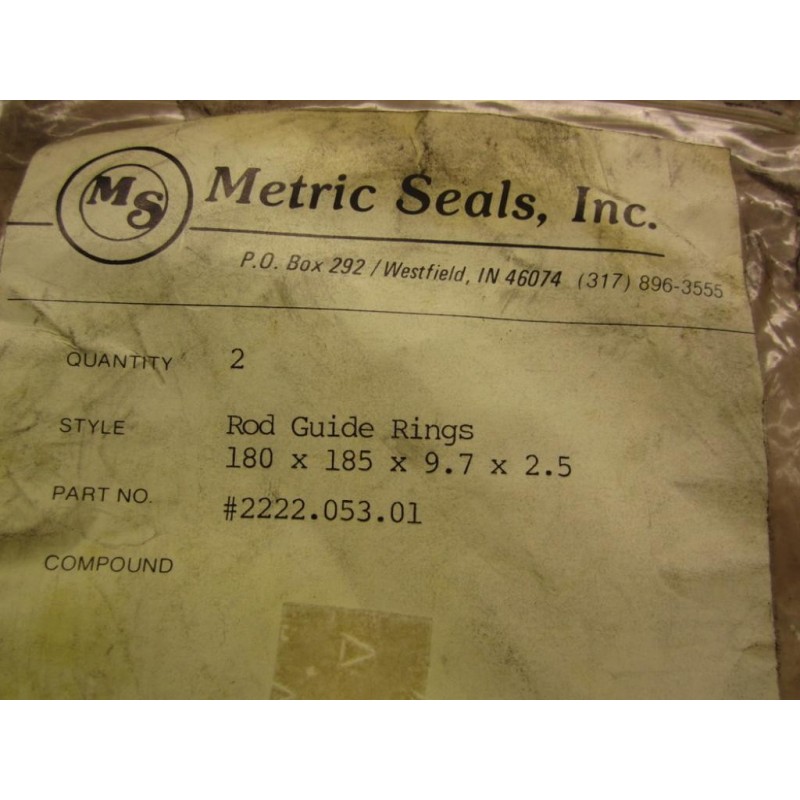 MS Metric Seals, Inc.
P.O. Box 292 / Westfield, IN 46074 (317) 896-3555
QUANTITY 2
STYLE Rod Guide Rings
180 x 185 x 9.7 x 2.5
PART NO. #2222.053.01
COMPOUND